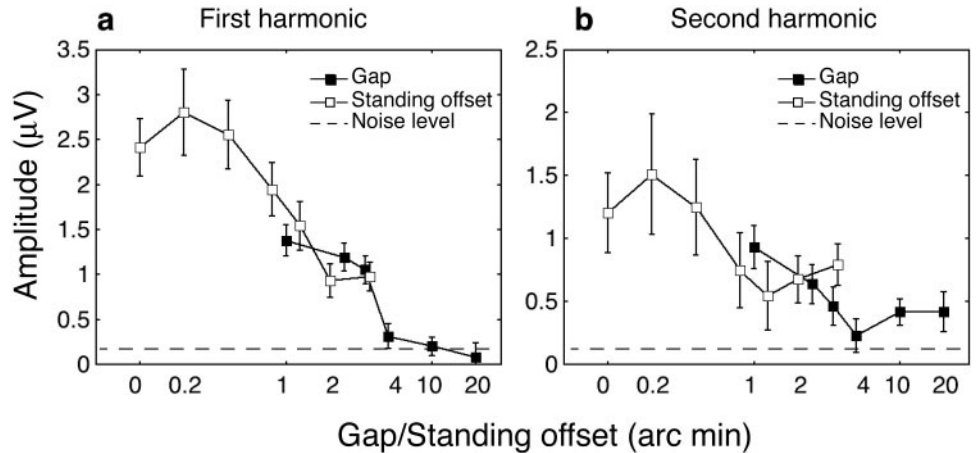 a First harmonic
b Second harmonic
Amplitude (μV)
3.5
3
2.5
2
1.5
1
0.5
0
Gap
Standing offset
Noise level
0 0.2 1 2 4 10 20
2.5
2
1.5
1
0.5
0
Gap
Standing offset
Noise level
0 0.2 1 2 4 10 20
Gap/Standing offset (arc min)